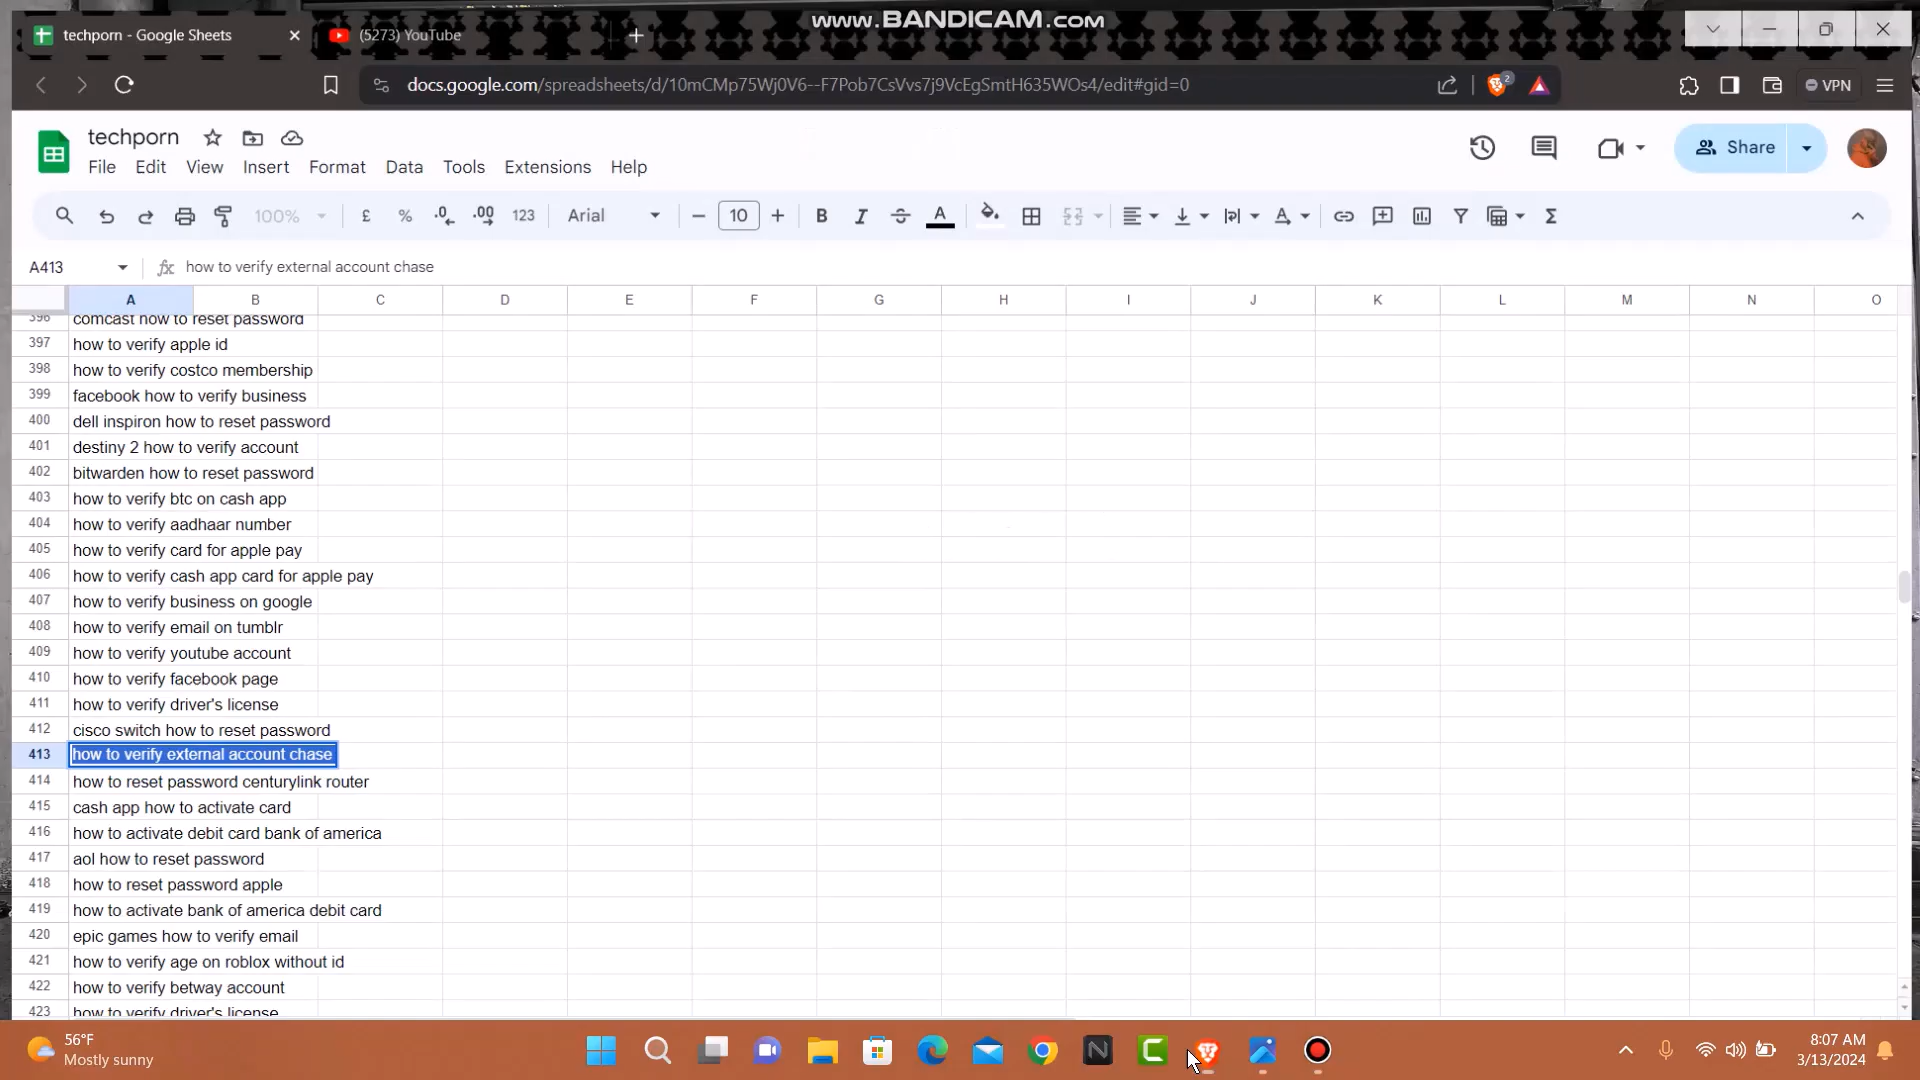 www.BANDICAM.com
techporn - Google Sheets
(5273) YouTube
docs.google.com/spreadsheets/d/10mCMp75Wj0V6--F7Pob7CsVvs7j9VcEgSmtH635WOs4/edit#gid=0
2
VPN
techporn
File Edit View Insert Format Data Tools Extensions Help
Share
100% £ % .0 .00 123 Arial 10 B I A Σ
A413 fx how to verify external account chase
A B C D E F G H I J K L M N O
396 comcast how to reset password
397 how to verify apple id
398 how to verify costco membership
399 facebook how to verify business
400 dell inspiron how to reset password
401 destiny 2 how to verify account
402 bitwarden how to reset password
403 how to verify btc on cash app
404 how to verify aadhaar number
405 how to verify card for apple pay
406 how to verify cash app card for apple pay
407 how to verify business on google
408 how to verify email on tumblr
409 how to verify youtube account
410 how to verify facebook page
411 how to verify driver's license
412 cisco switch how to reset password
413 how to verify external account chase
414 how to reset password centurylink router
415 cash app how to activate card
416 how to activate debit card bank of america
417 aol how to reset password
418 how to reset password apple
419 how to activate bank of america debit card
420 epic games how to verify email
421 how to verify age on roblox without id
422 how to verify betway account
423 how to verify driver's license
56°F
Mostly sunny
8:07 AM
3/13/2024